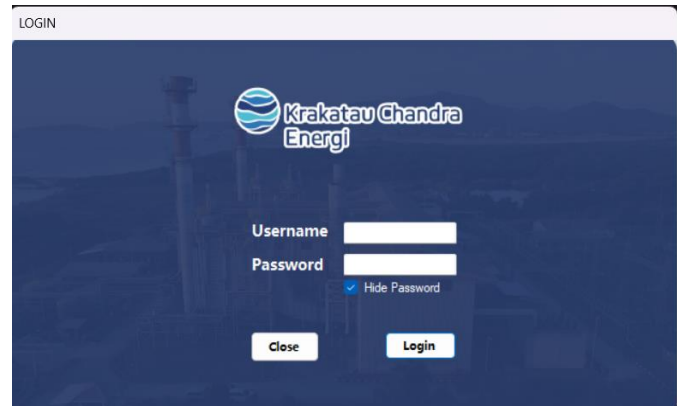 LOGIN
Krakatau Chandra
Energi
Username
Password
Hide Password
Close
Login